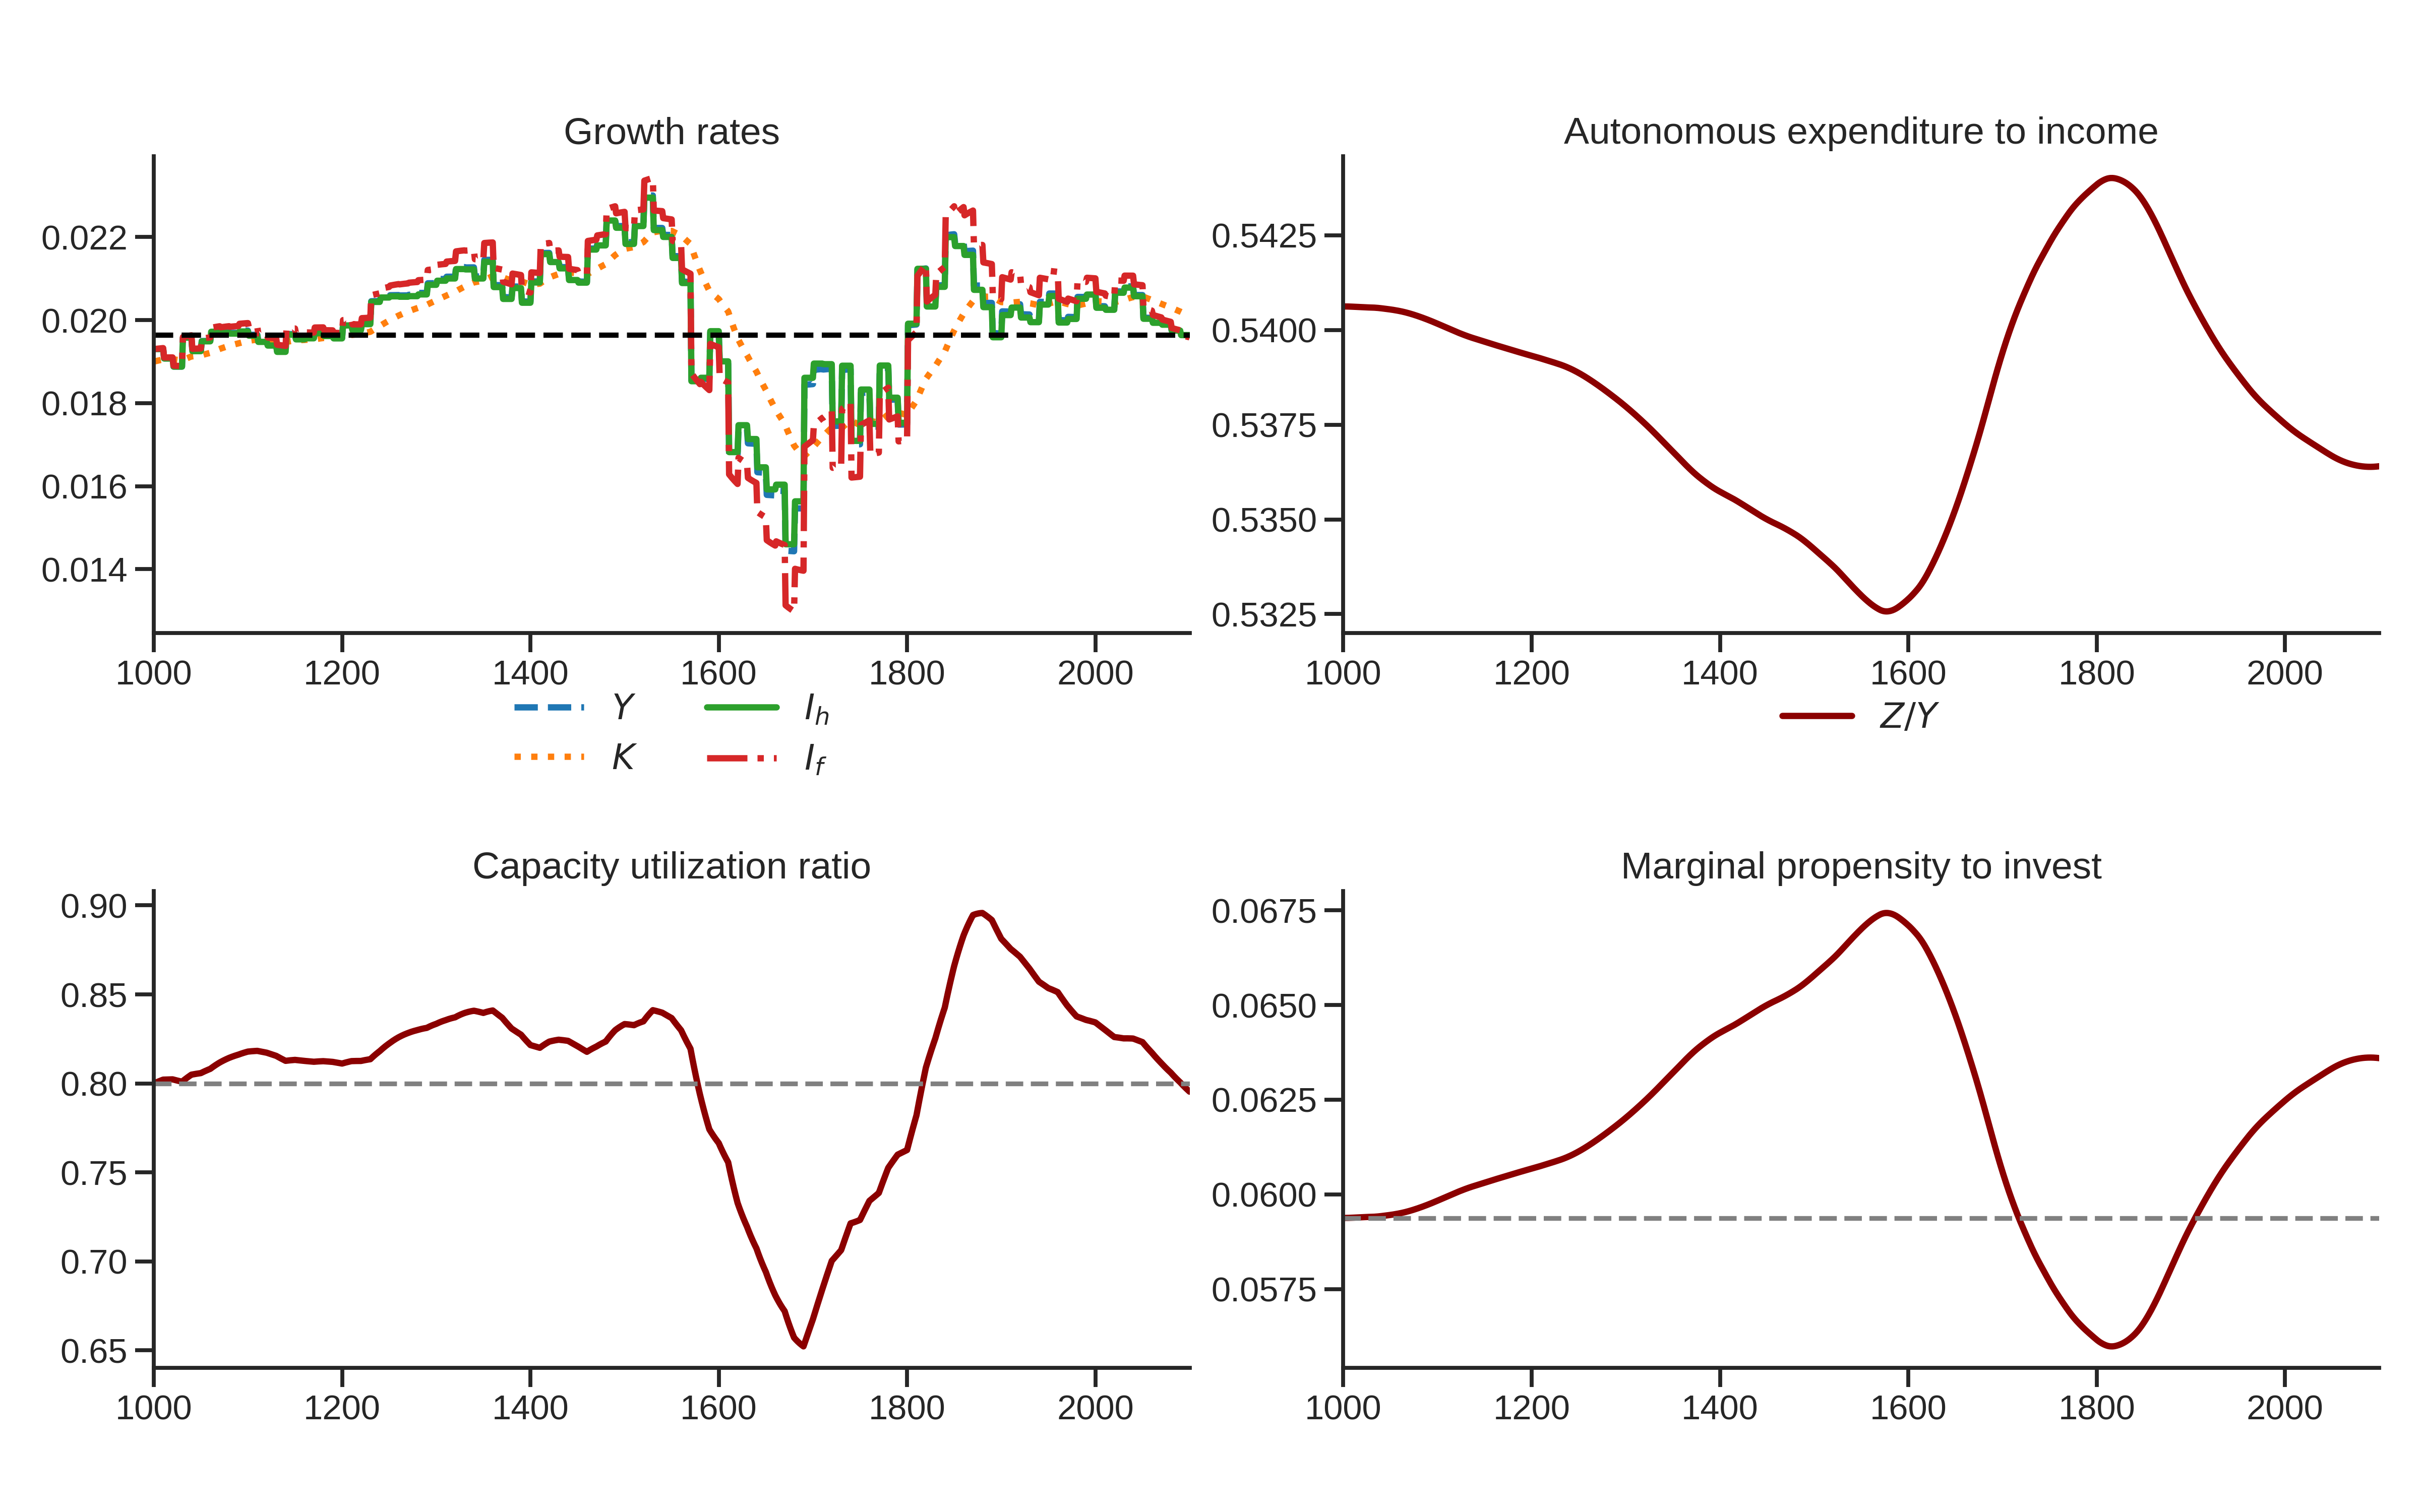 Growth rates
0.022
0.020
0.018
0.016
0.014
1000 1200 1400 1600 1800 2000
Y I_h
K I_f
Autonomous expenditure to income
0.5425
0.5400
0.5375
0.5350
0.5325
1000 1200 1400 1600 1800 2000
Z/Y
Capacity utilization ratio
0.90
0.85
0.80
0.75
0.70
0.65
1000 1200 1400 1600 1800 2000
Marginal propensity to invest
0.0675
0.0650
0.0625
0.0600
0.0575
1000 1200 1400 1600 1800 2000